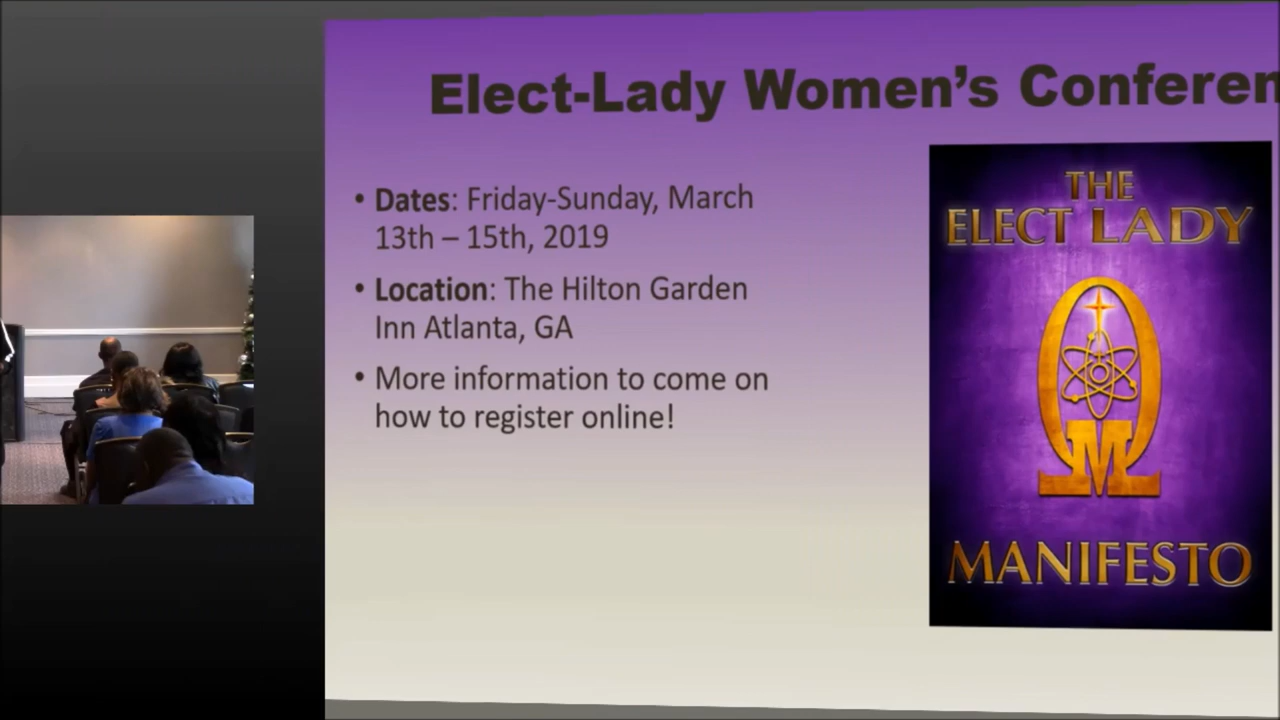 Elect-Lady Women's Conferen
• Dates: Friday-Sunday, March
13th – 15th, 2019
• Location: The Hilton Garden
Inn Atlanta, GA
• More information to come on
how to register online!
THE
ELECT LADY
M
MANIFESTO